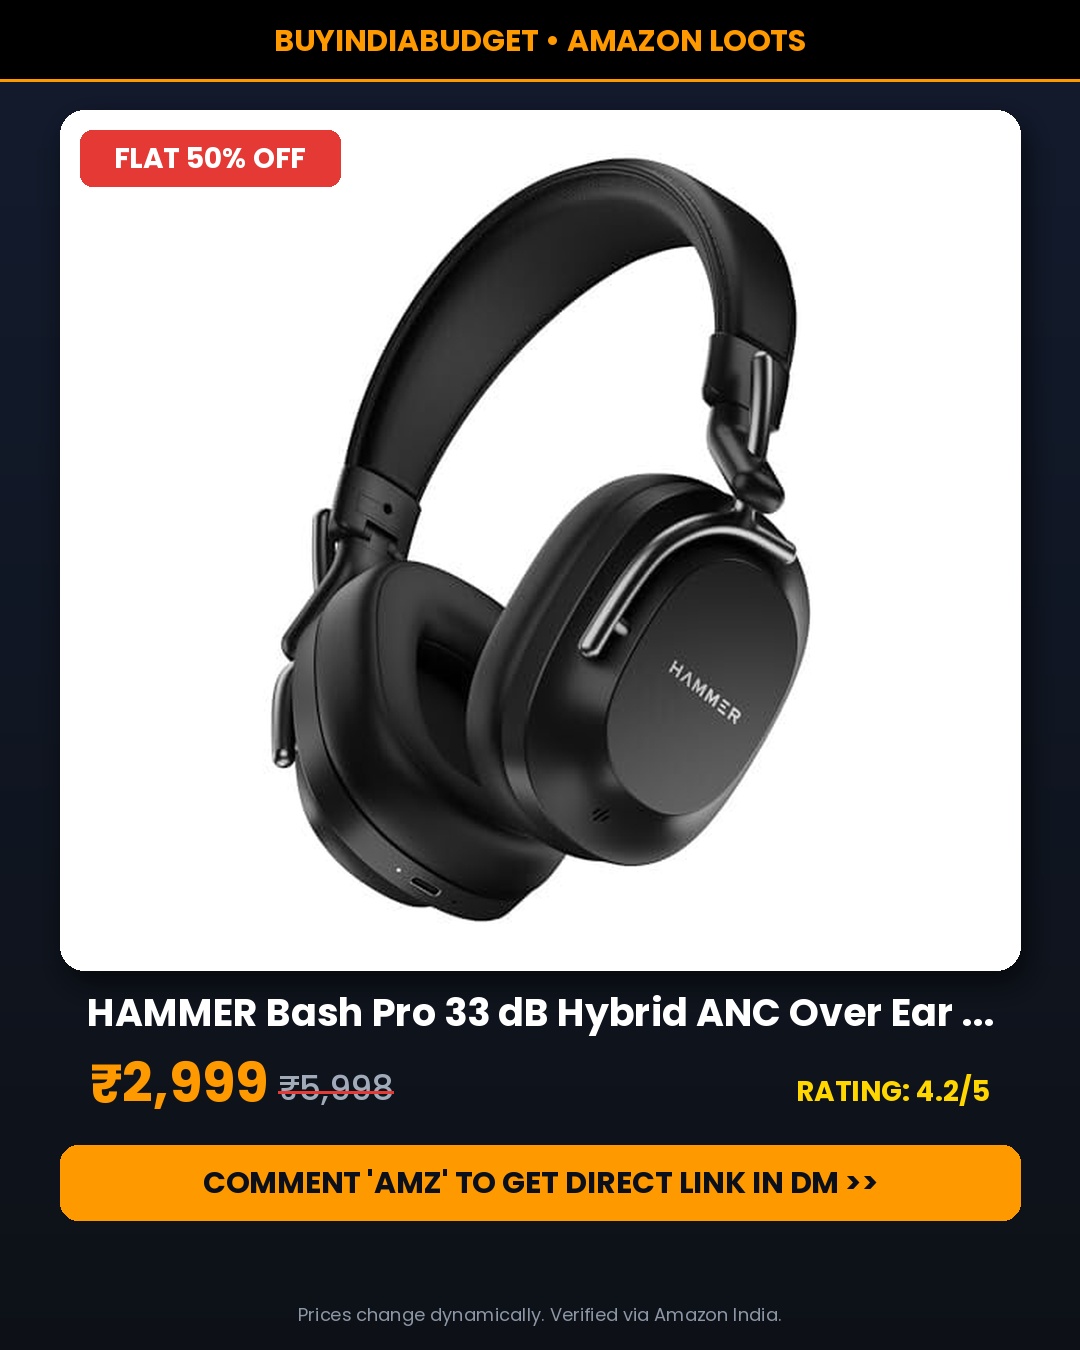 BUYINDIABUDGET • AMAZON LOOTS
FLAT 50% OFF
HAMMER
HAMMER Bash Pro 33 dB Hybrid ANC Over Ear ...
₹2,999 ₹5,998
RATING: 4.2/5
COMMENT 'AMZ' TO GET DIRECT LINK IN DM >>
Prices change dynamically. Verified via Amazon India.